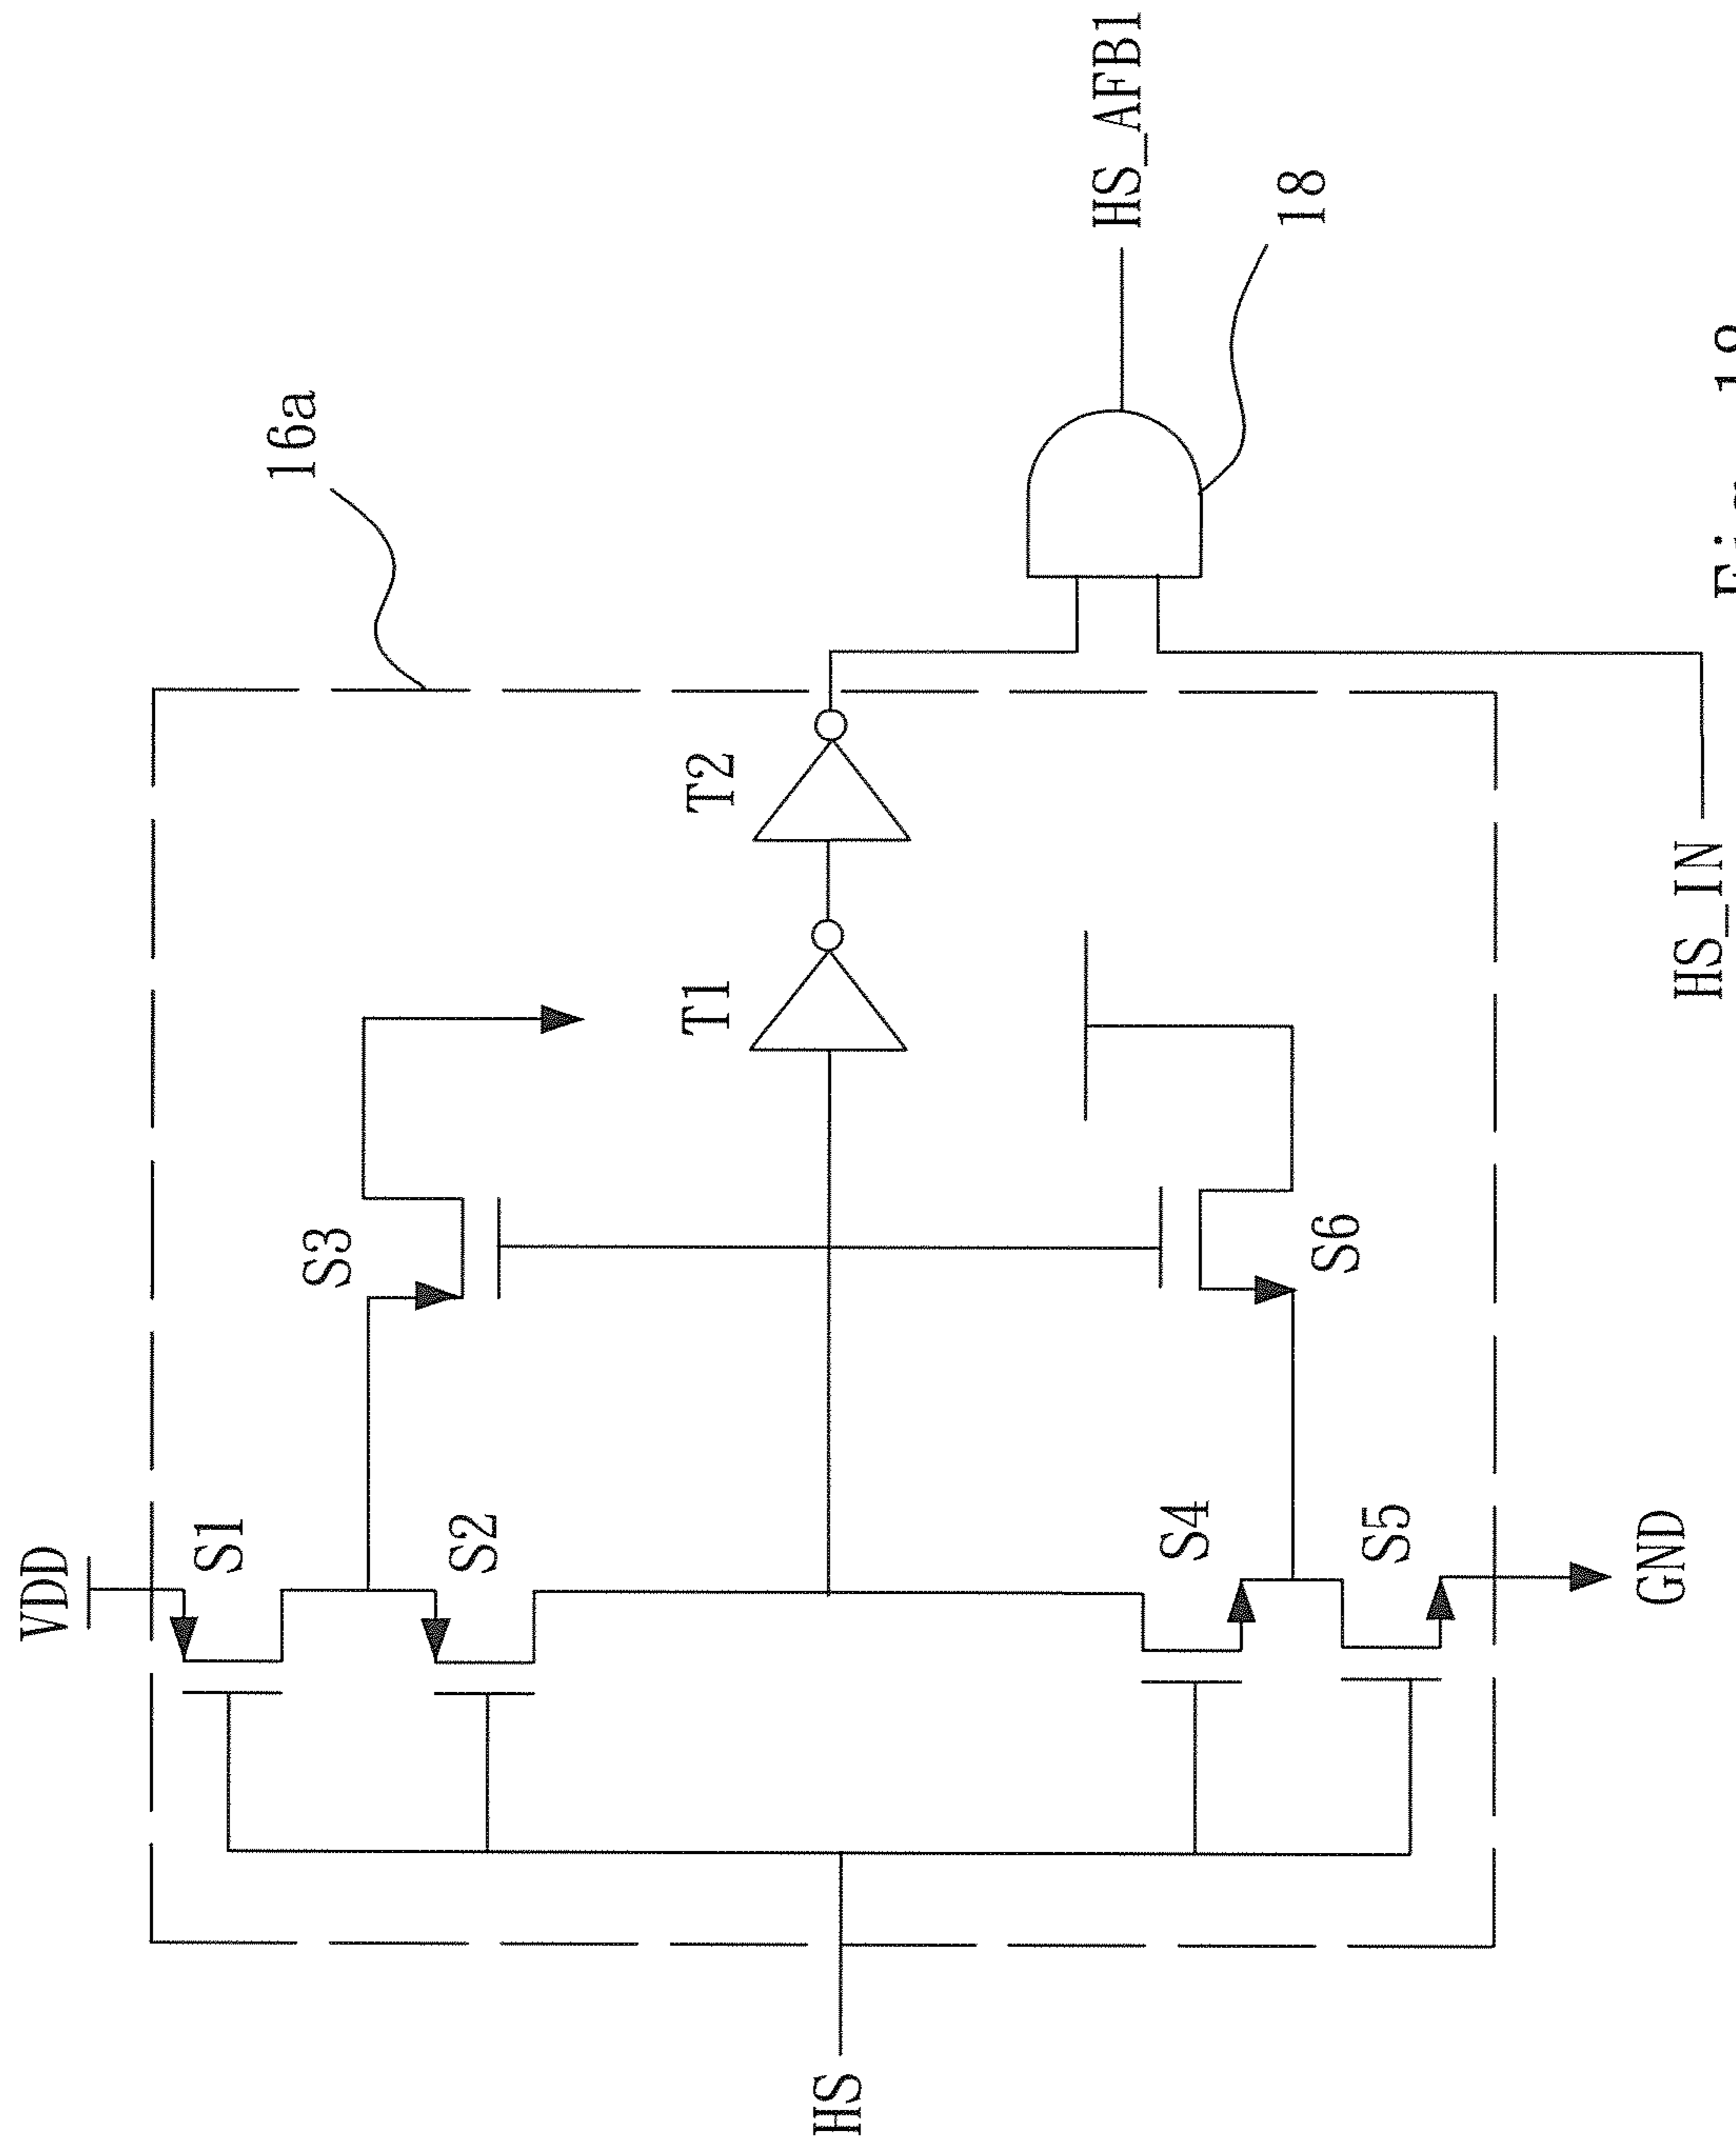 VDD
16a
S1
S3
S2
T1
T2
HS
HS_AFB1
18
S4
S6
S5
GND
HS_IN